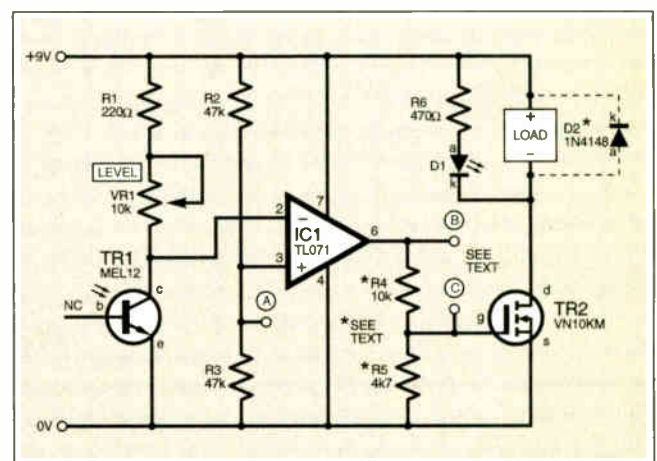 +9V
R1
220Ω
R2
47k
R6
470Ω
+
LOAD
−
D2*
1N4148
k
a
LEVEL
VR1
10k
a
D1
k
7
2
−
IC1
TL071
6
3
+
4
B
SEE
TEXT
TR1
MEL12
c
NC
b
e
A
*R4
10k
C
*SEE
TEXT
d
g
TR2
VN10KM
s
R3
47k
*R5
4k7
0V